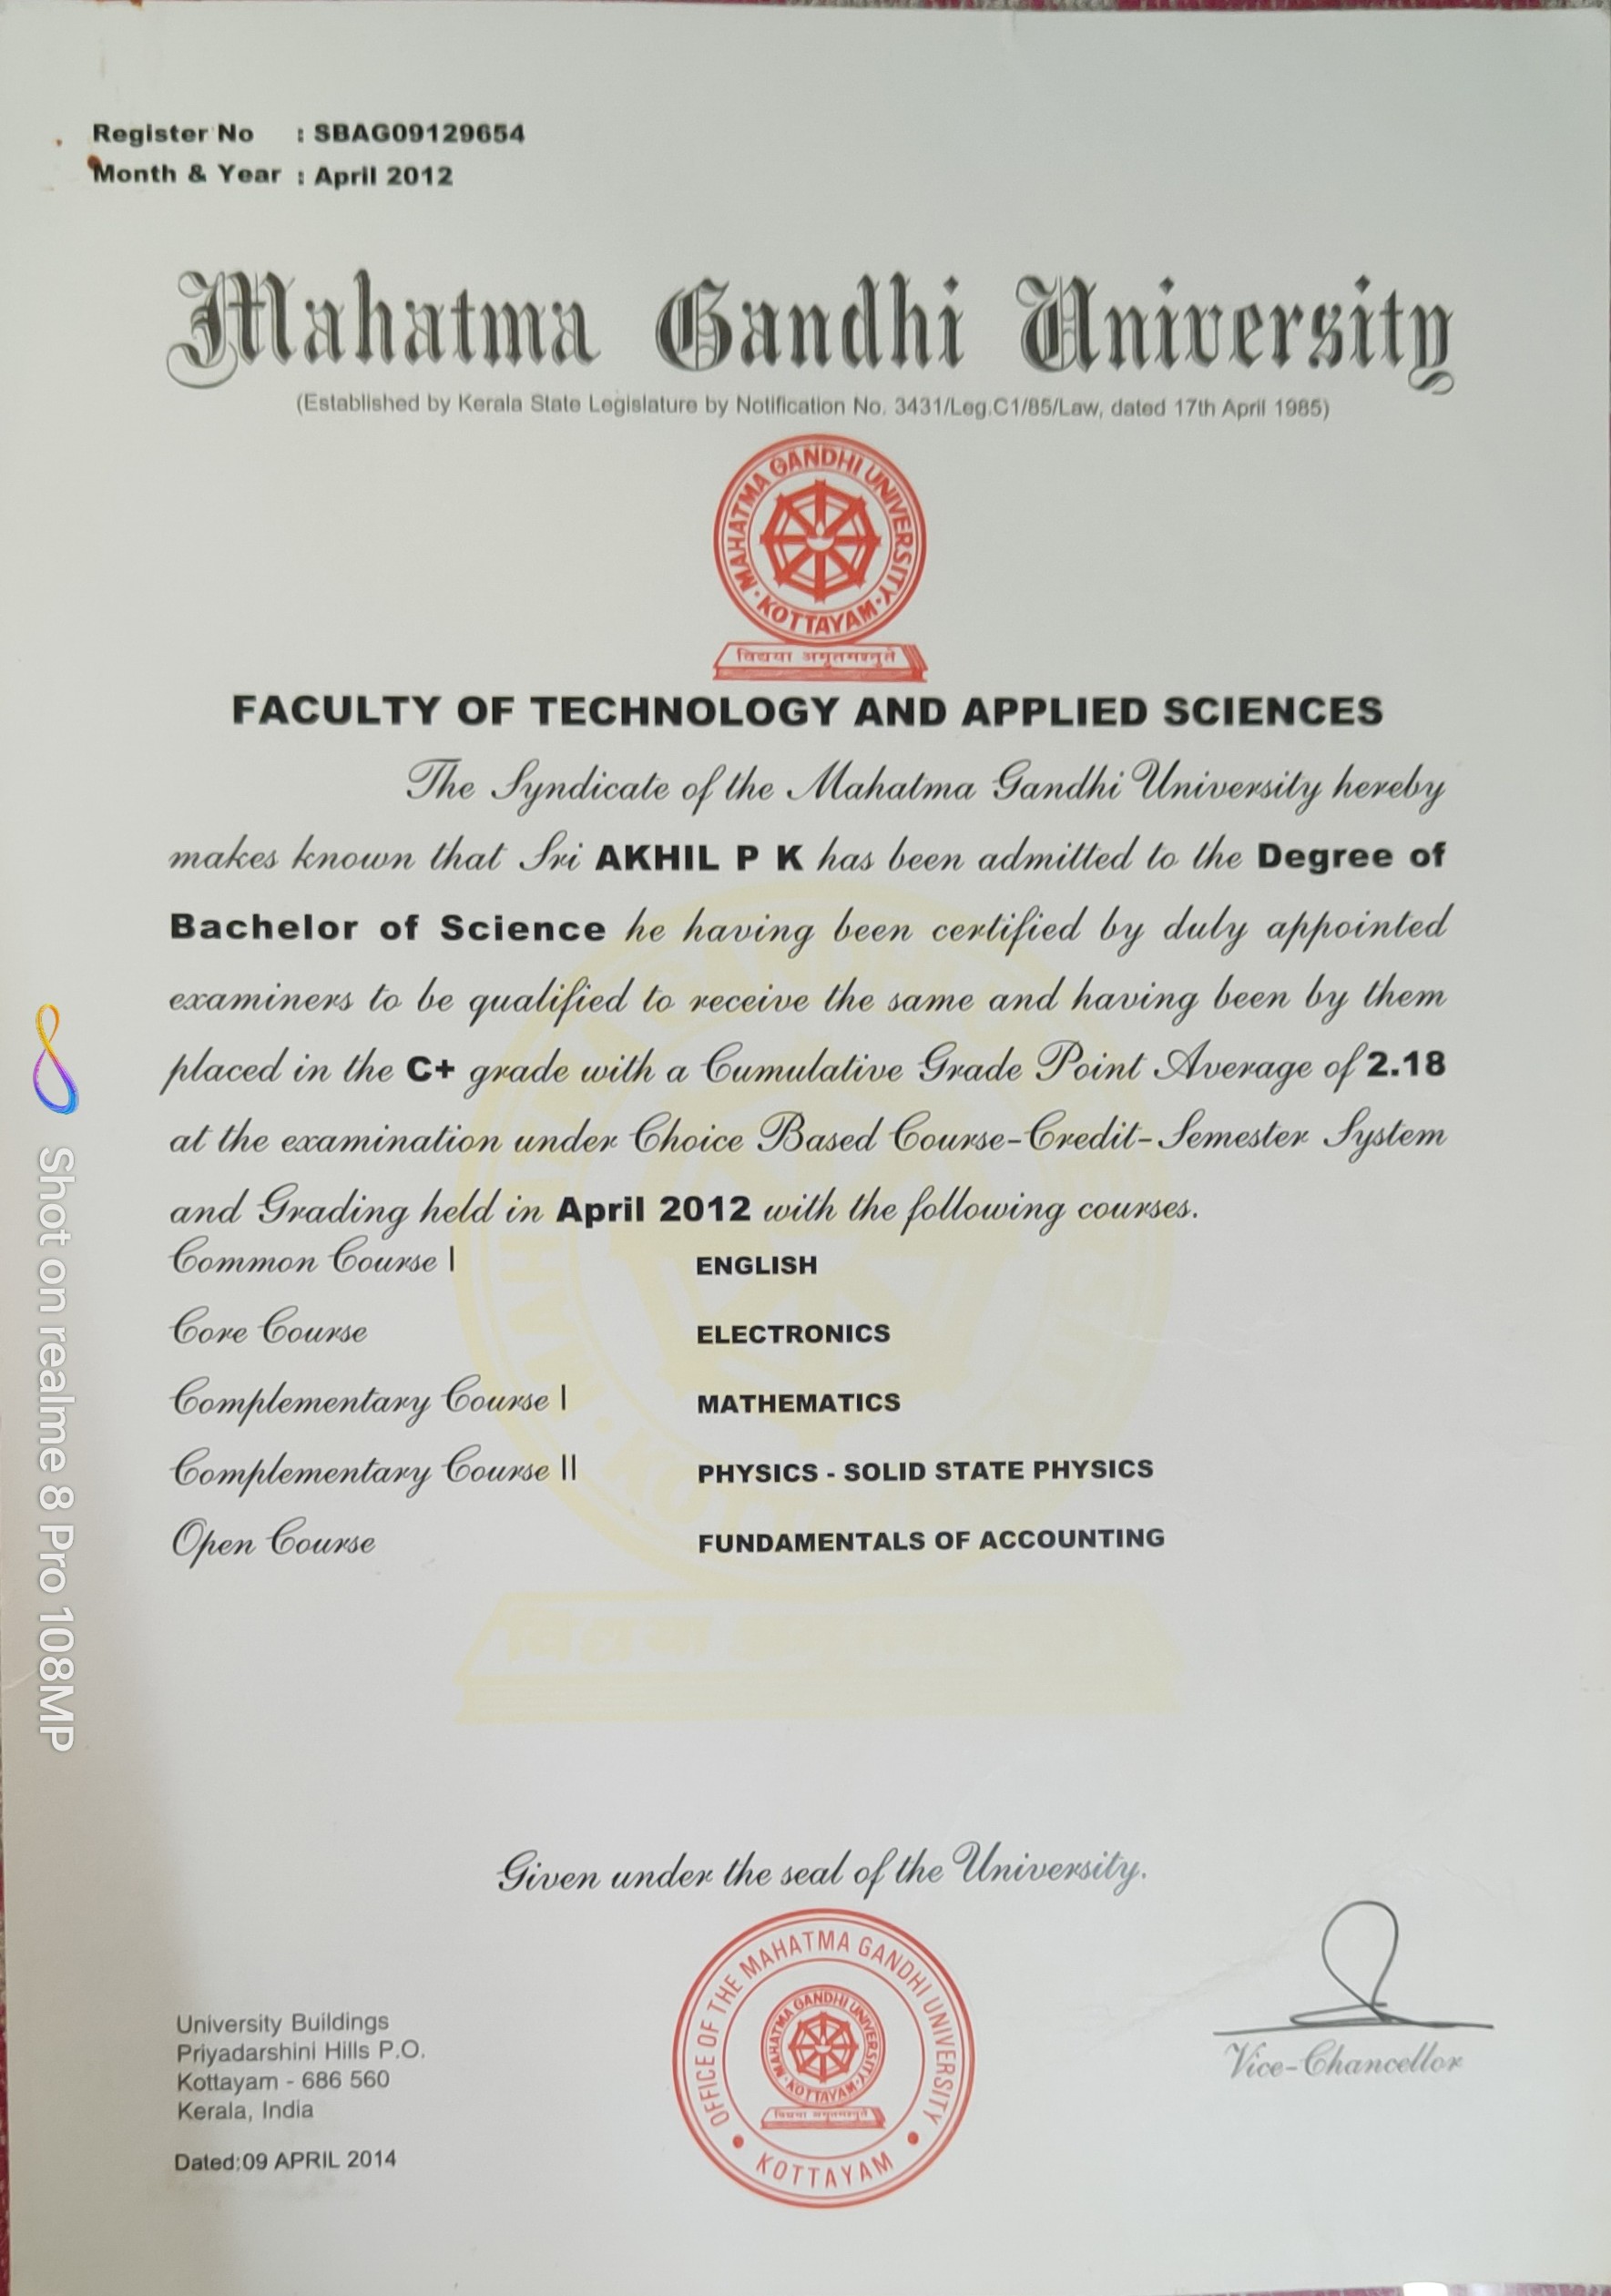 Register No : SBAG09129654
Month & Year : April 2012
Mahatma Gandhi University
(Established by Kerala State Legislature by Notification No. 3431/Leg.C1/85/Law, dated 17th April 1985)
MAHATMA GANDHI UNIVERSITY
KOTTAYAM
विद्यया अमृतमश्नुते
FACULTY OF TECHNOLOGY AND APPLIED SCIENCES
The Syndicate of the Mahatma Gandhi University hereby
makes known that Sri AKHIL P K has been admitted to the Degree of
Bachelor of Science he having been certified by duly appointed
examiners to be qualified to receive the same and having been by them
placed in the C+ grade with a Cumulative Grade Point Average of 2.18
at the examination under Choice Based Course-Credit-Semester System
and Grading held in April 2012 with the following courses.
Common Course I ENGLISH
Core Course ELECTRONICS
Complementary Course I MATHEMATICS
Complementary Course II PHYSICS - SOLID STATE PHYSICS
Open Course FUNDAMENTALS OF ACCOUNTING
Given under the seal of the University.
OFFICE OF THE MAHATMA GANDHI UNIVERSITY
KOTTAYAM
MAHATMA GANDHI UNIVERSITY
KOTTAYAM
विद्यया अमृतमश्नुते
Vice-Chancellor
University Buildings
Priyadarshini Hills P.O.
Kottayam - 686 560
Kerala, India
Dated:09 APRIL 2014
Shot on realme 8 Pro 108MP